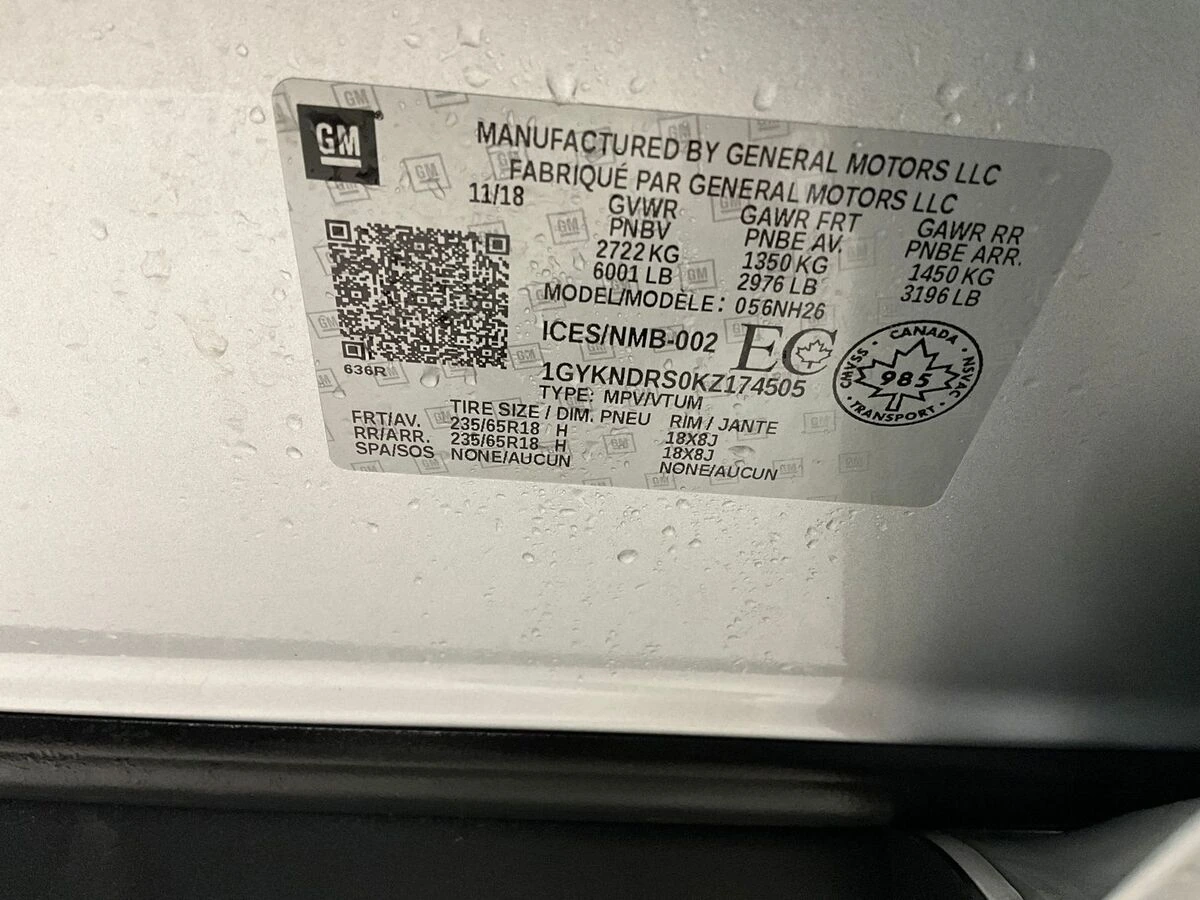 GM
MANUFACTURED BY GENERAL MOTORS LLC
FABRIQUÉ PAR GENERAL MOTORS LLC
11/18
GVWR GAWR FRT GAWR RR
PNBV PNBE AV. PNBE ARR.
2722 KG 1350 KG 1450 KG
6001 LB 2976 LB 3196 LB
MODEL/MODÈLE: 056NH26
ICES/NMB-002 EC
1GYKNDRS0KZ174505
TYPE: MPV/VTUM
636R
CANADA
CMVSS 985 NSVAC
TRANSPORT
TIRE SIZE / DIM. PNEU RIM / JANTE
FRT/AV. 235/65R18 H 18X8J
RR/ARR. 235/65R18 H 18X8J
SPA/SOS NONE/AUCUN NONE/AUCUN